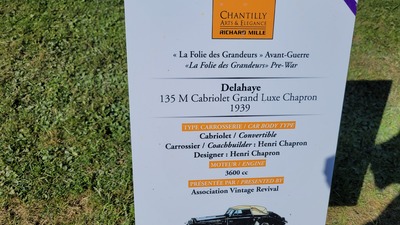 CHANTILLY
ARTS & ELEGANCE
RICHARD MILLE
« La Folie des Grandeurs » Avant-Guerre
«La Folie des Grandeurs» Pre-War
Delahaye
135 M Cabriolet Grand Luxe Chapron
1939
TYPE CARROSSERIE / CAR BODY TYPE
Cabriolet / Convertible
Carrossier / Coachbuilder : Henri Chapron
Designer : Henri Chapron
MOTEUR / ENGINE
3600 cc
PRÉSENTÉE PAR / PRESENTED BY
Association Vintage Revival